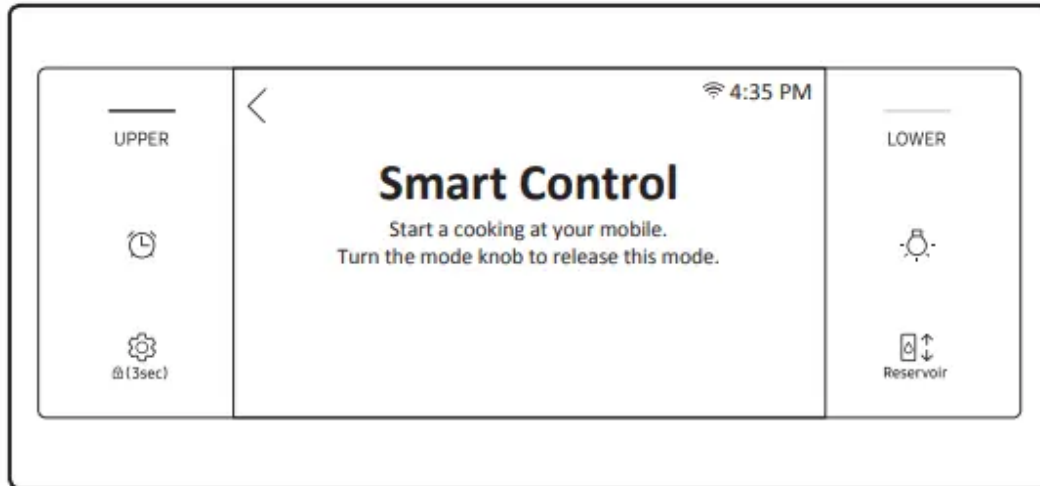 UPPER
(3sec)
4:35 PM
Smart Control
Start a cooking at your mobile.
Turn the mode knob to release this mode.
LOWER
Reservoir